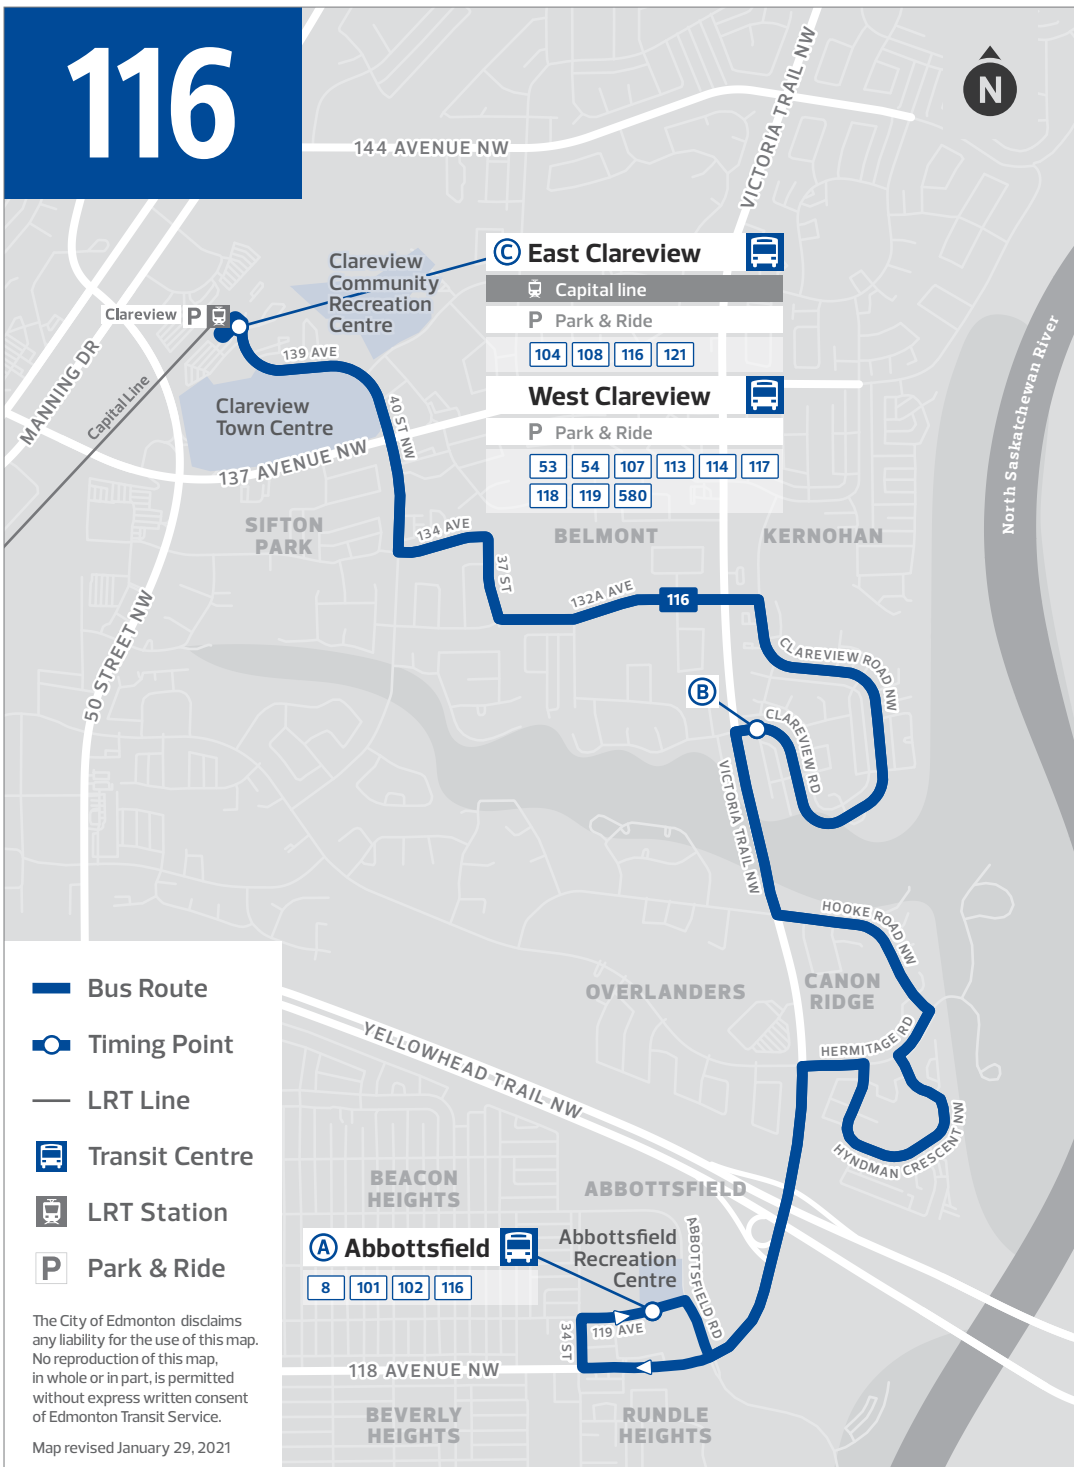 116
N
144 AVENUE NW
VICTORIA TRAIL NW
Clareview
Community
Recreation
Centre
C East Clareview
Capital line
P Park & Ride
104 108 116 121
West Clareview
P Park & Ride
53 54 107 113 114 117
118 119 580
Clareview P
139 AVE
MANNING DR
Capital Line
Clareview
Town Centre
40 ST NW
137 AVENUE NW
North Saskatchewan River
SIFTON
PARK
134 AVE
BELMONT
KERNOHAN
37 ST
132A AVE
116
50 STREET NW
CLAREVIEW ROAD NW
B
CLAREVIEW RD
VICTORIA TRAIL NW
HOOKE ROAD NW
OVERLANDERS
CANON
RIDGE
HERMITAGE RD
YELLOWHEAD TRAIL NW
HYNDMAN CRESCENT NW
BEACON
HEIGHTS
ABBOTTSFIELD
A Abbottsfield
8 101 102 116
Abbottsfield
Recreation
Centre
ABBOTTSFIELD RD
34 ST
119 AVE
118 AVENUE NW
BEVERLY
HEIGHTS
RUNDLE
HEIGHTS
Bus Route
Timing Point
LRT Line
Transit Centre
LRT Station
P Park & Ride
The City of Edmonton disclaims
any liability for the use of this map.
No reproduction of this map,
in whole or in part, is permitted
without express written consent
of Edmonton Transit Service.
Map revised January 29, 2021